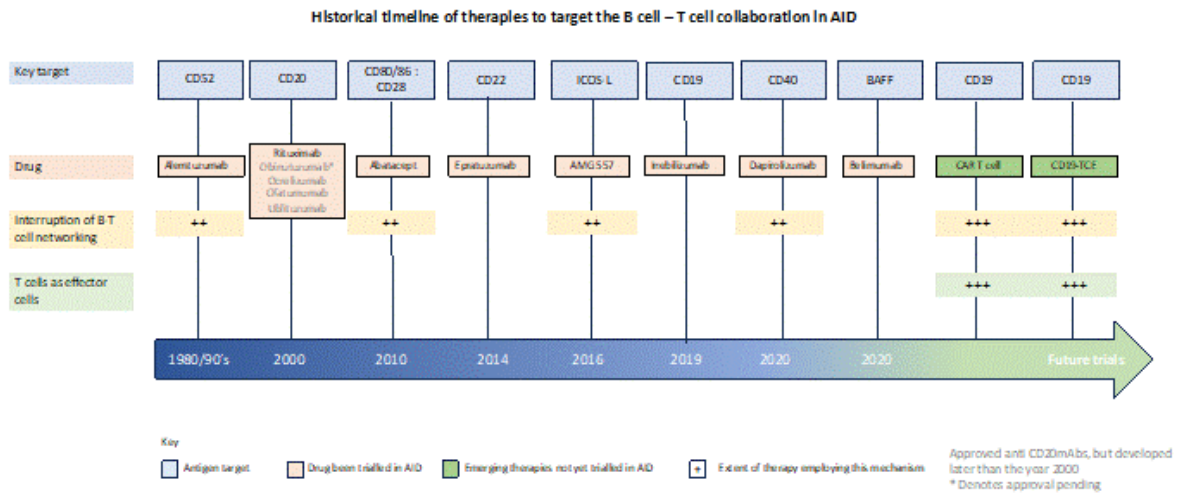 Historical timeline of therapies to target the B cell – T cell collaboration in AID
Key target
CD52
CD20
CD80/86 :
CD28
CD22
ICOS L
CD19
CD40
BAFF
CD19
CD19
Drug
Alemtuzumab
Rituximab
Obinutuzumab*
Ocrelizumab
Ofatumumab
Ublituzumab
Abatacept
Epratuzumab
AMG557
Inebilizumab
Dapirolizumab
Belimumab
CAR T cell
CD19-TCE
Interruption of B T
cell networking
++
++
++
++
+++
+++
T cells as effector
cells
+++
+++
1980/90's
2000
2010
2014
2016
2019
2020
2020
Future trials
Key
Antigen target
Drug been trialled in AID
Emerging therapies not yet trialled in AID
+
Extent of therapy employing this mechanism
Approved anti CD20mAbs, but developed
later than the year 2000
* Denotes approval pending